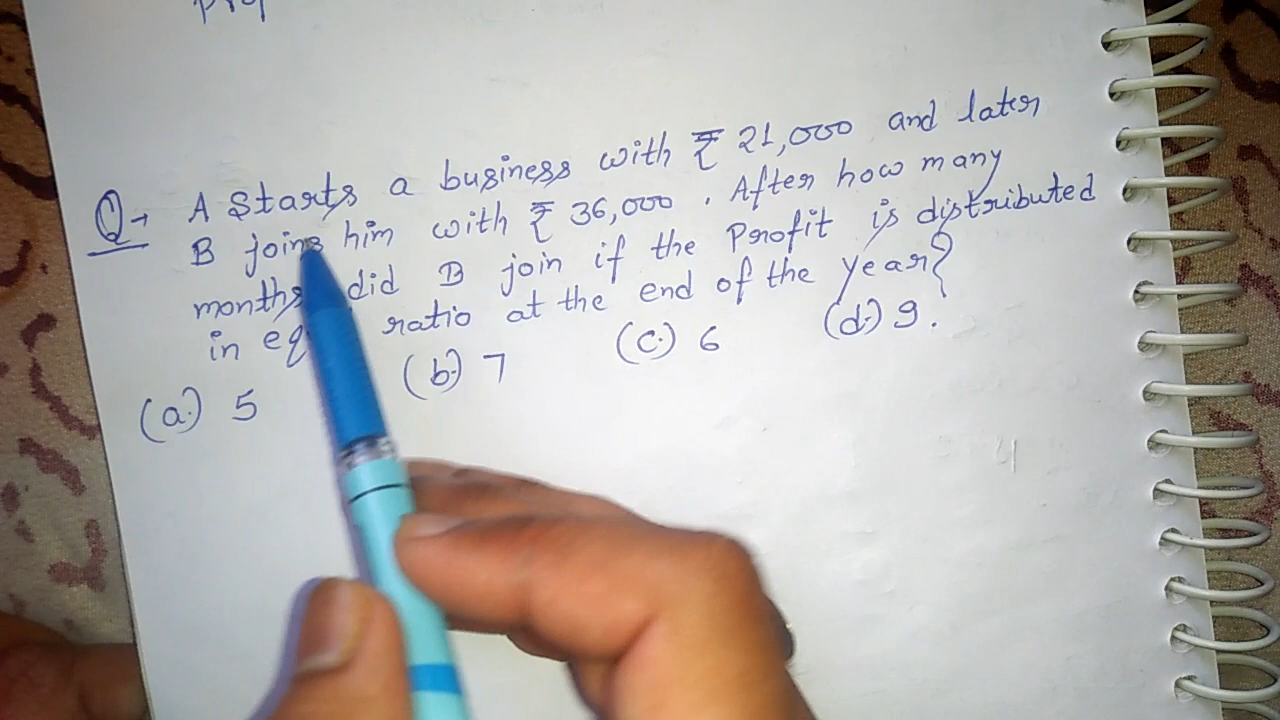 Prof
Q→ A Starts a business with ₹ 21,000 and later
B joins him with ₹ 36,000 . After how many
months did B join if the Profit is distributed
in ratio at the end of the year?
(a.) 5 (b.) 7 (c.) 6 (d.) 9.